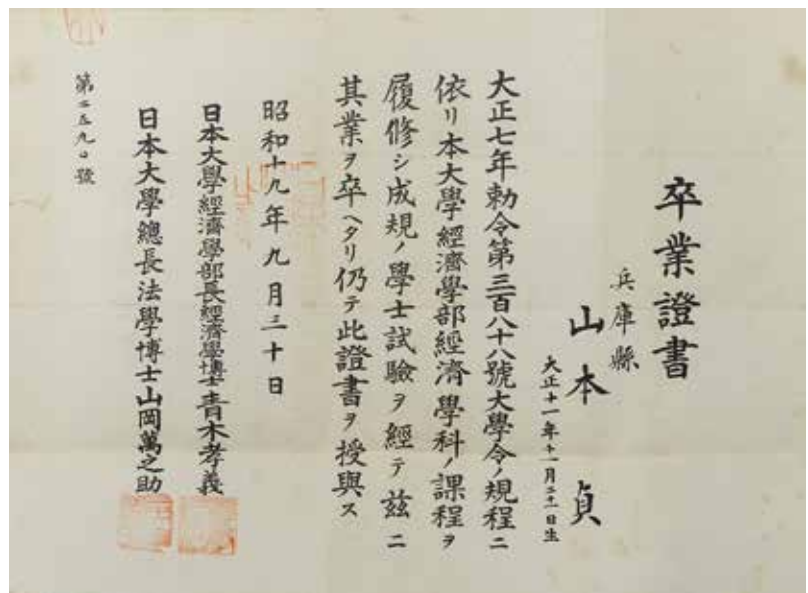 卒業證書
兵庫縣
山本 貞
大正十一年十一月二十一日生
大正七年勅令第三百八十八號大學令ノ規程ニ
依リ本大學經濟學部經濟學科ノ課程ヲ
履修シ成規ノ學士試驗ヲ經テ玆ニ
其業ヲ卒ヘタリ仍テ此證書ヲ授與ス
昭和十九年九月三十日
日本大學經濟學部長經濟學博士青木孝義
日本大學總長法學博士山岡萬之助